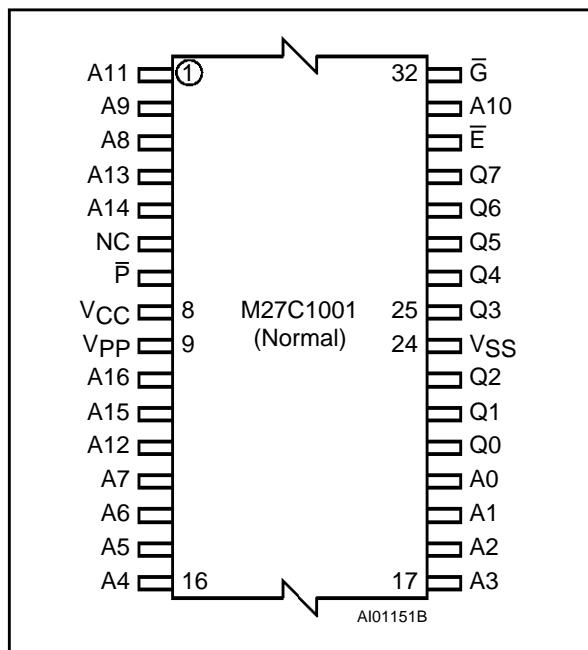 A11 1 32 G̅
A9 A10
A8 E̅
A13 Q7
A14 Q6
NC Q5
P̅ Q4
VCC 8 M27C1001 25 Q3
(Normal)
VPP 9 24 VSS
A16 Q2
A15 Q1
A12 Q0
A7 A0
A6 A1
A5 A2
A4 16 17 A3
AI01151B